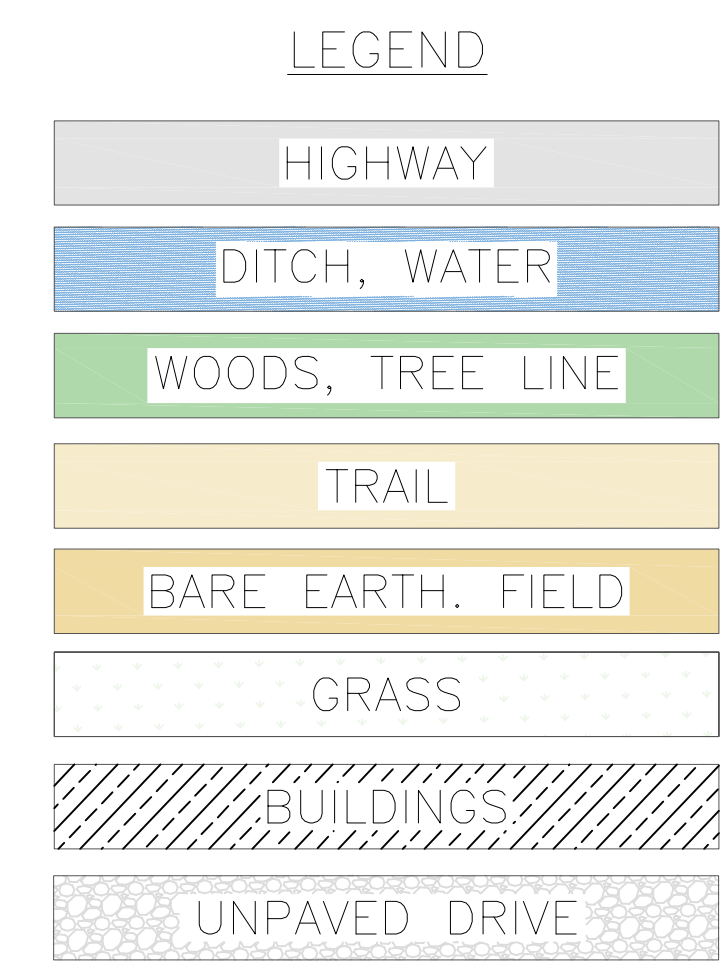 LEGEND
HIGHWAY
DITCH, WATER
WOODS, TREE LINE
TRAIL
BARE EARTH. FIELD
GRASS
BUILDINGS
UNPAVED DRIVE